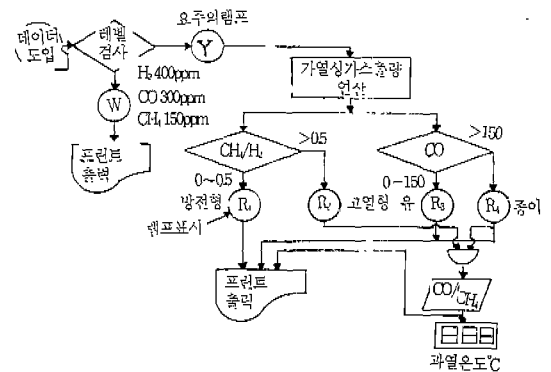 요주의램프
데이터
도입
레벨
검사
Y
H₂ 400ppm
CO 300ppm
CH₄ 150ppm
W
프린트
출력
가열성가스출량
연산
CH₄/H₂
>0.5
0~0.5
CO
>150
0-150
방전형
R₁
램프표시
R₂
고열형 유
R₃
R₄
종이
프린트
출력
CO/CH₄
과열온도℃